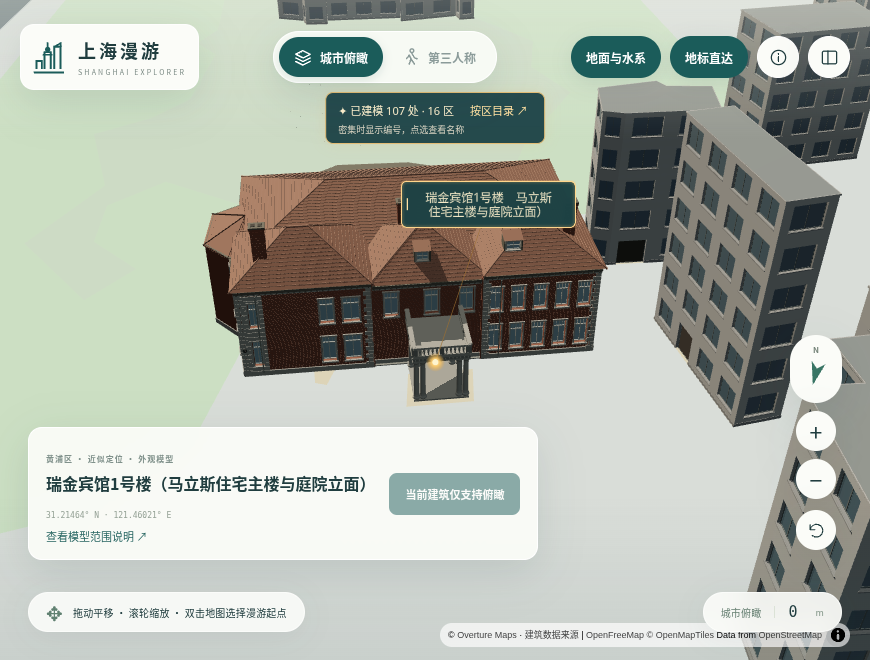 上海漫游
SHANGHAI EXPLORER
城市俯瞰
第三人称
地面与水系
地标直达
✦ 已建模 107 处 · 16 区 按区目录 ↗
密集时显示编号，点选查看名称
瑞金宾馆1号楼 马立斯
住宅主楼与庭院立面）
N
黄浦区 · 近似定位 · 外观模型
瑞金宾馆1号楼（马立斯住宅主楼与庭院立面）
当前建筑仅支持俯瞰
31.21464° N · 121.46021° E
查看模型范围说明 ↗
拖动平移 · 滚轮缩放 · 双击地图选择漫游起点
城市俯瞰 0 m
© Overture Maps · 建筑数据来源 | OpenFreeMap © OpenMapTiles Data from OpenStreetMap